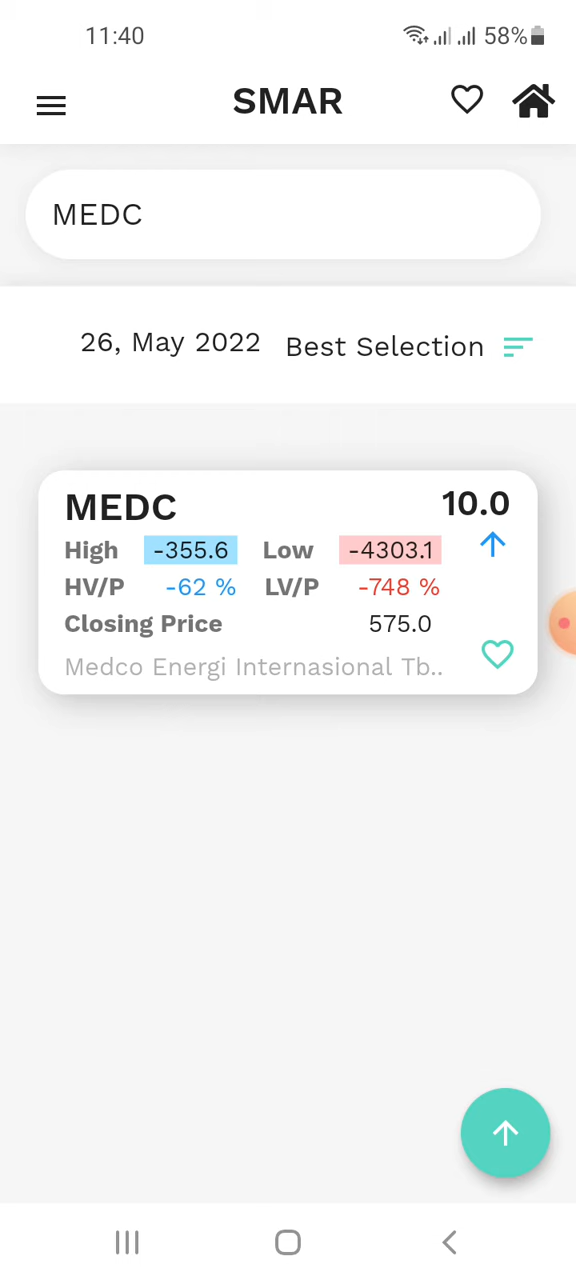 11:40 58%
SMAR
MEDC
26, May 2022 Best Selection
MEDC 10.0
High -355.6 Low -4303.1
HV/P -62 % LV/P -748 %
Closing Price 575.0
Medco Energi Internasional Tb..